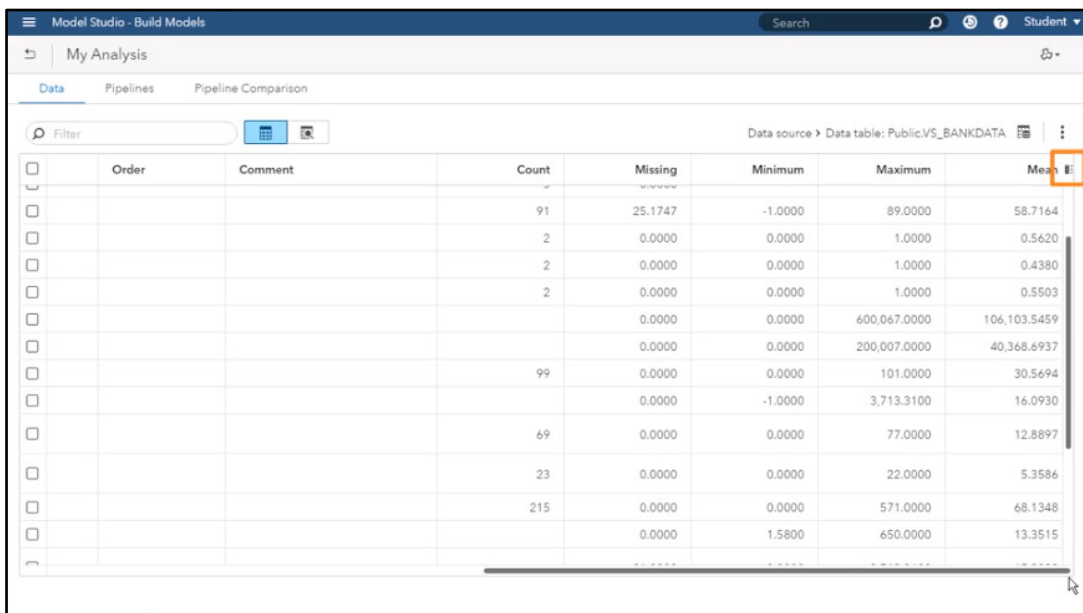 Model Studio - Build Models Search Student
My Analysis
Data Pipelines Pipeline Comparison
Filter Data source > Data table: Public.VS_BANKDATA
Order Comment Count Missing Minimum Maximum Mean
91 25.1747 -1.0000 89.0000 58.7164
2 0.0000 0.0000 1.0000 0.5620
2 0.0000 0.0000 1.0000 0.4380
2 0.0000 0.0000 1.0000 0.5503
0.0000 0.0000 600,067.0000 106,103.5459
0.0000 0.0000 200,007.0000 40,368.6937
99 0.0000 0.0000 101.0000 30.5694
0.0000 -1.0000 3,713.3100 16.0930
69 0.0000 0.0000 77.0000 12.8897
23 0.0000 0.0000 22.0000 5.3586
215 0.0000 0.0000 571.0000 68.1348
0.0000 1.5800 650.0000 13.3515